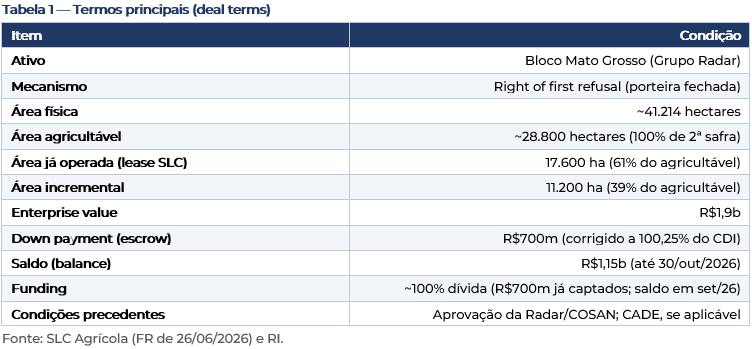 Tabela 1 — Termos principais (deal terms)
Item Condição
Ativo Bloco Mato Grosso (Grupo Radar)
Mecanismo Right of first refusal (porteira fechada)
Área física ~41.214 hectares
Área agricultável ~28.800 hectares (100% de 2ª safra)
Área já operada (lease SLC) 17.600 ha (61% do agricultável)
Área incremental 11.200 ha (39% do agricultável)
Enterprise value R$1,9b
Down payment (escrow) R$700m (corrigido a 100,25% do CDI)
Saldo (balance) R$1,15b (até 30/out/2026)
Funding ~100% dívida (R$700m já captados; saldo em set/26)
Condições precedentes Aprovação da Radar/COSAN; CADE, se aplicável
Fonte: SLC Agrícola (FR de 26/06/2026) e RI.